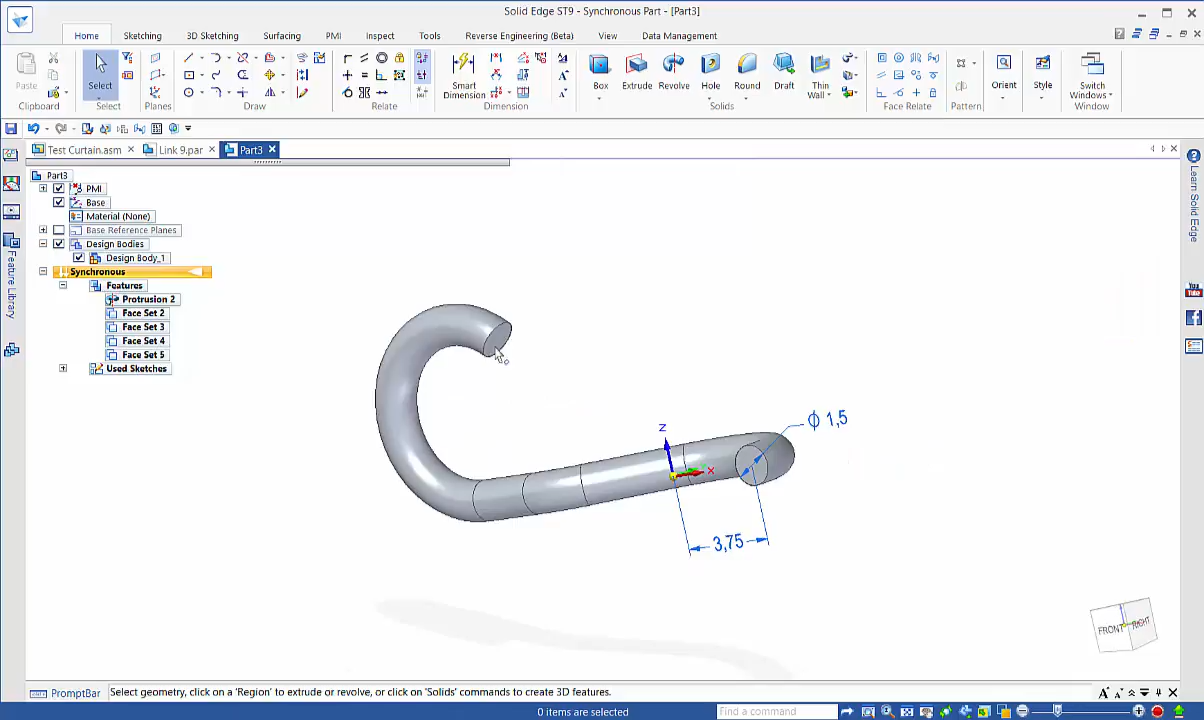 Solid Edge ST9 - Synchronous Part - [Part3]
Home
Sketching
3D Sketching
Surfacing
PMI
Inspect
Tools
Reverse Engineering (Beta)
View
Data Management
Paste
Select
Smart
Dimension
Box
Extrude
Revolve
Hole
Round
Draft
Thin
Wall
Orient
Style
Switch
Windows
Clipboard
Select
Planes
Draw
Relate
Dimension
Solids
Face Relate
Pattern
Window
Test Curtain.asm
Link 9.par
Part3
Part3
PMI
Base
Material (None)
Base Reference Planes
Design Bodies
Design Body_1
Synchronous
Features
Protrusion 2
Face Set 2
Face Set 3
Face Set 4
Face Set 5
Used Sketches
Feature Library
Learn Solid Edge
You
Tube
Z
X
Φ 1,5
3,75
FRONT
RIGHT
PromptBar
Select geometry, click on a 'Region' to extrude or revolve, or click on 'Solids' commands to create 3D features.
0 items are selected
Find a command